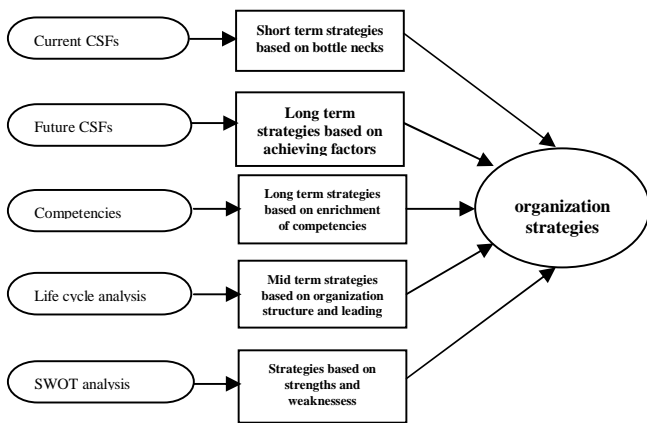 Current CSFs
Short term strategies
based on bottle necks
Future CSFs
Long term
strategies based on
achieving factors
Competencies
Long term strategies
based on enrichment
of competencies
organization
strategies
Life cycle analysis
Mid term strategies
based on organization
structure and leading
SWOT analysis
Strategies based on
strengths and
weaknessess